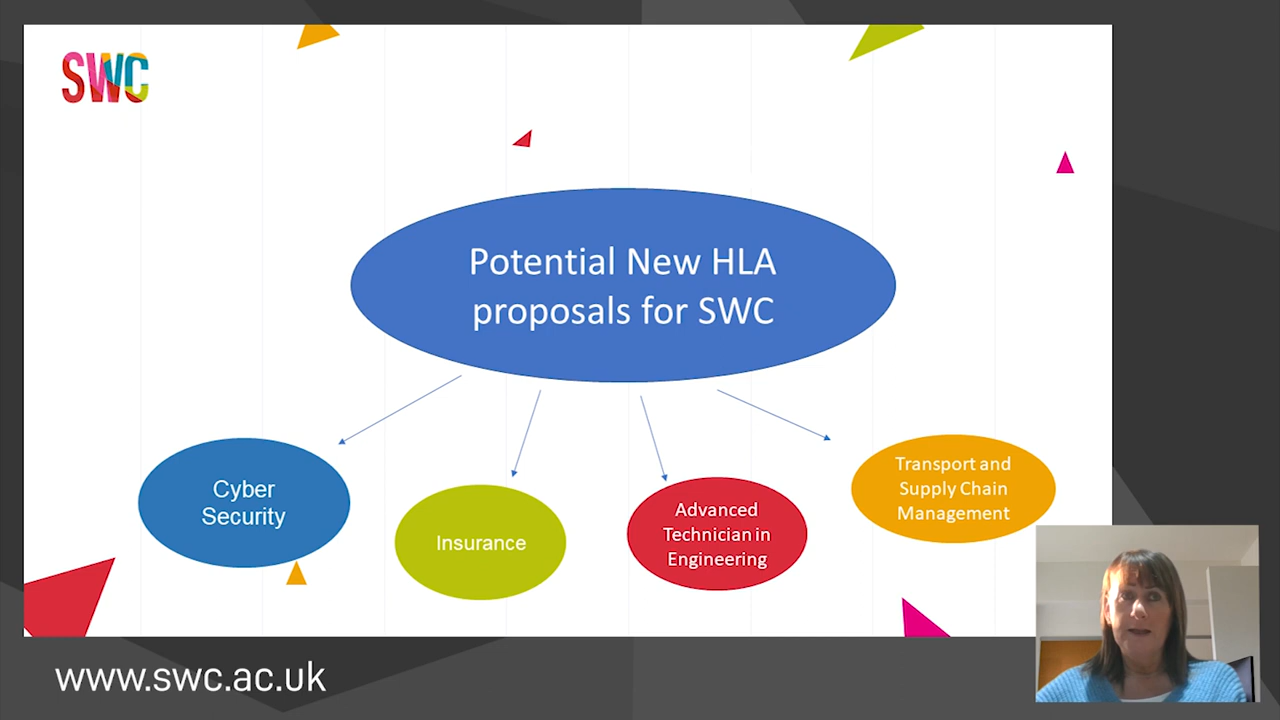 SWC
Potential New HLA
proposals for SWC
Cyber
Security
Insurance
Advanced
Technician in
Engineering
Transport and
Supply Chain
Management
www.swc.ac.uk